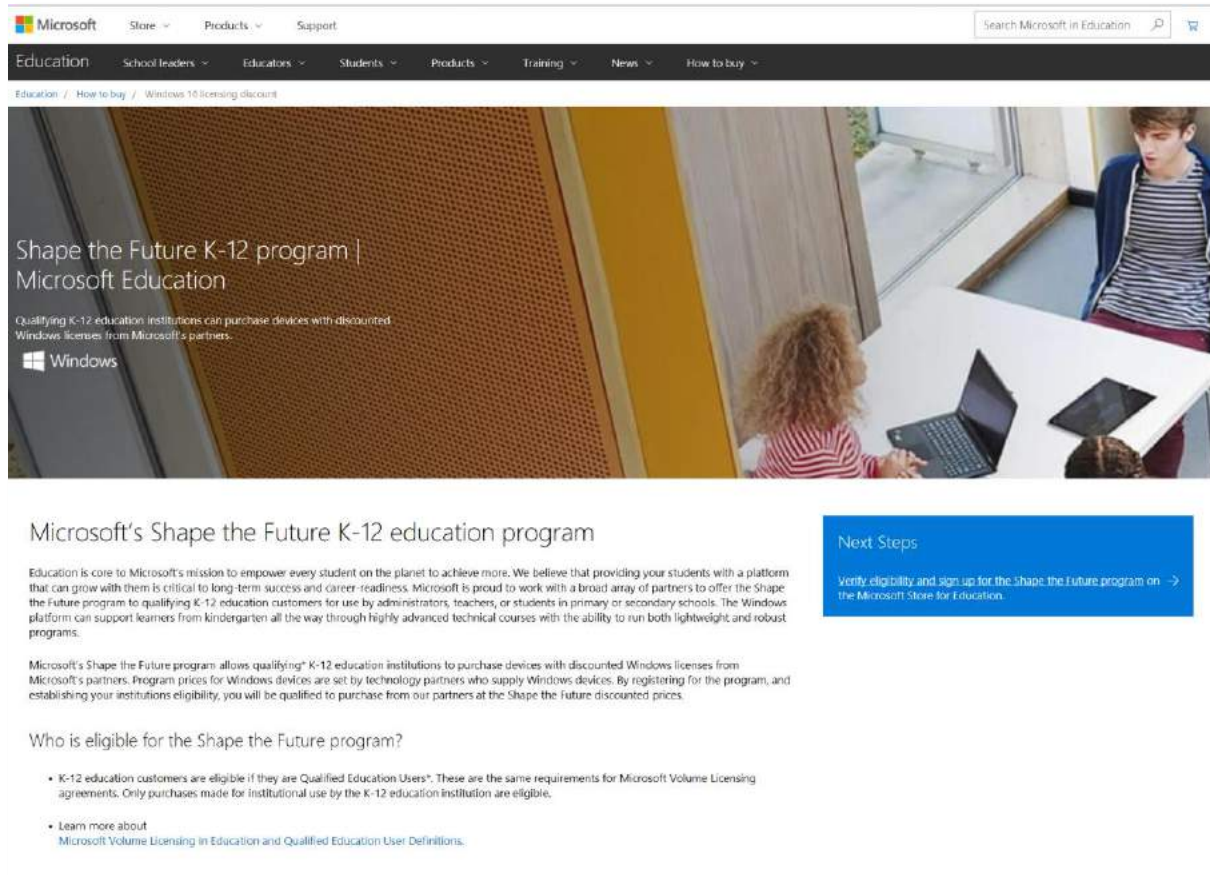 Microsoft Store Products Support Search Microsoft in Education
Education School leaders Educators Students Products Training News How to buy
Education / How to buy / Windows 10 licensing discount
Shape the Future K-12 program |
Microsoft Education
Qualifying K-12 education institutions can purchase devices with discounted
Windows licenses from Microsoft's partners.
Windows
Microsoft's Shape the Future K-12 education program
Education is core to Microsoft's mission to empower every student on the planet to achieve more. We believe that providing your students with a platform
that can grow with them is critical to long-term success and career-readiness. Microsoft is proud to work with a broad array of partners to offer the Shape
the Future program to qualifying K-12 education customers for use by administrators, teachers, or students in primary or secondary schools. The Windows
platform can support learners from kindergarten all the way through highly advanced technical courses with the ability to run both lightweight and robust
programs.
Microsoft's Shape the Future program allows qualifying* K-12 education institutions to purchase devices with discounted Windows licenses from
Microsoft's partners. Program prices for Windows devices are set by technology partners who supply Windows devices. By registering for the program, and
establishing your institutions eligibility, you will be qualified to purchase from our partners at the Shape the Future discounted prices.
Who is eligible for the Shape the Future program?
• K-12 education customers are eligible if they are Qualified Education Users*. These are the same requirements for Microsoft Volume Licensing
agreements. Only purchases made for institutional use by the K-12 education institution are eligible.
• Learn more about
Microsoft Volume Licensing in Education and Qualified Education User Definitions.
Next Steps
Verify eligibility and sign up for the Shape the Future program on →
the Microsoft Store for Education.